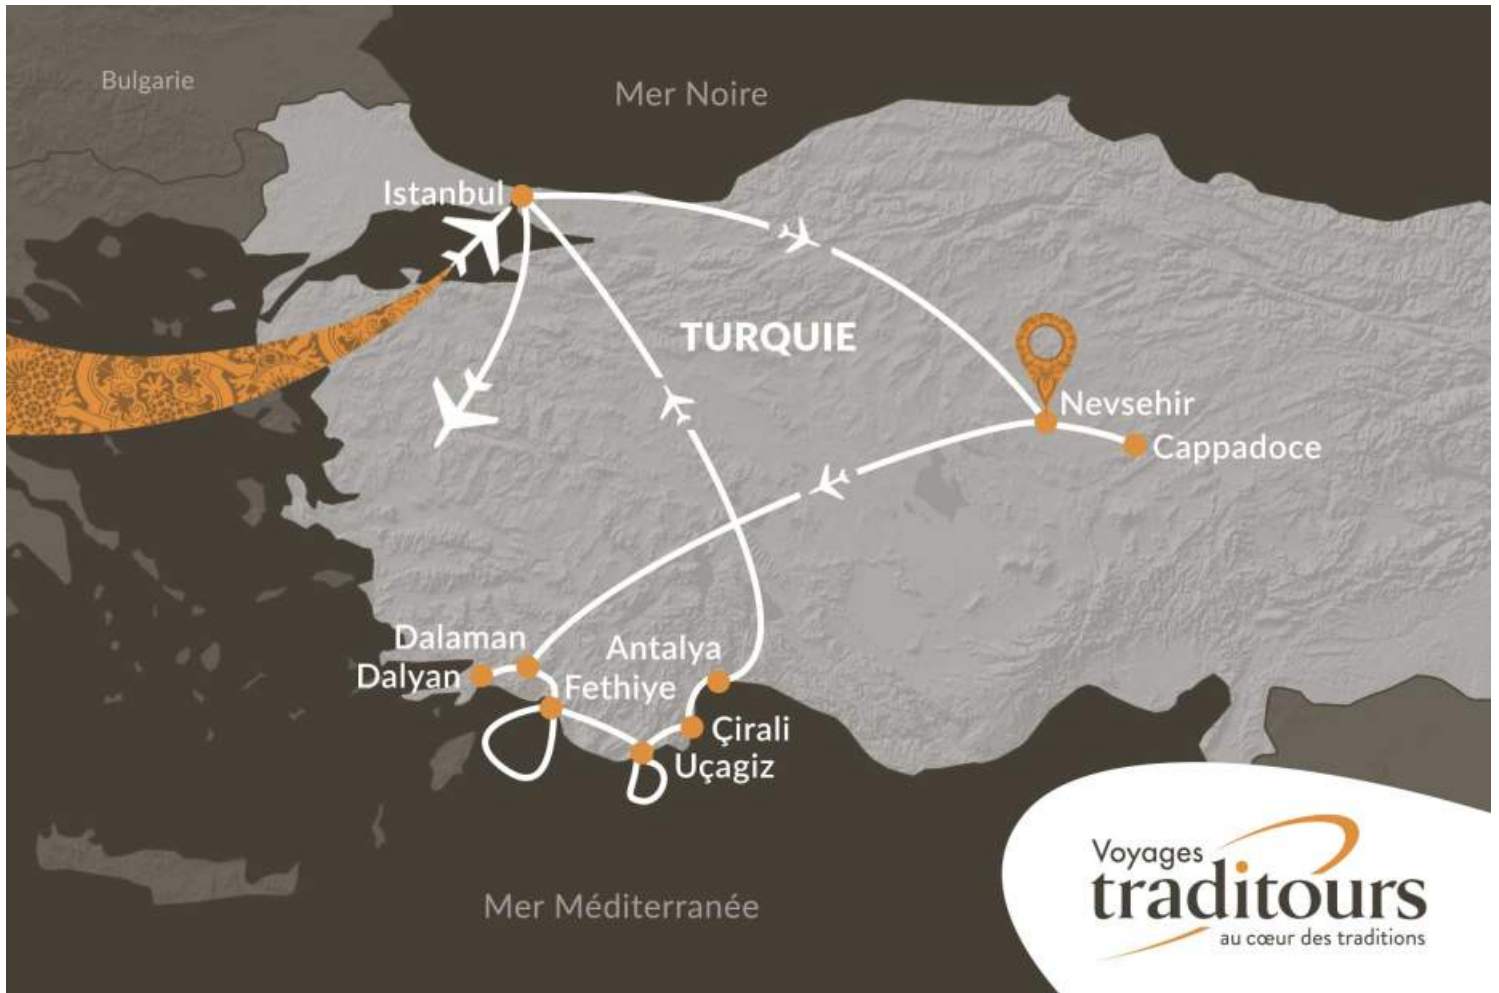 Bulgarie
Mer Noire
Istanbul
TURQUIE
Nevsehir
Cappadoce
Dalaman
Antalya
Dalyan
Fethiye
Çirali
Uçagiz
Mer Méditerranée
Voyages
traditours
au cœur des traditions